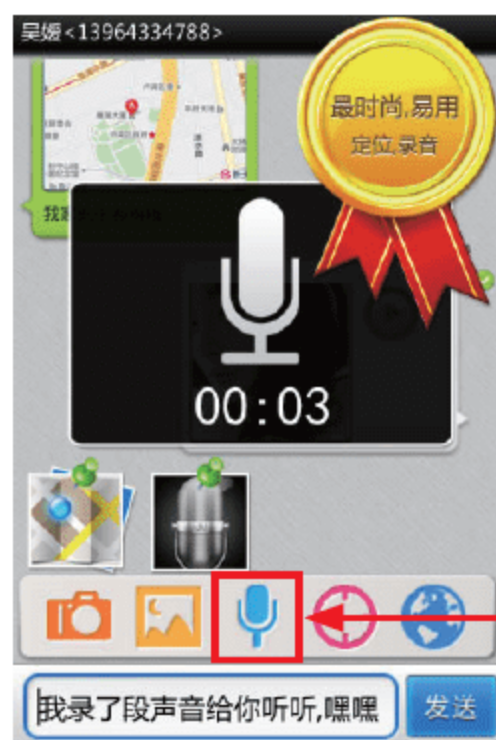 吴嫒<13964334788>
最时尚,易用
定位,录音
00:03
我录了段声音给你听听,嘿嘿
发送